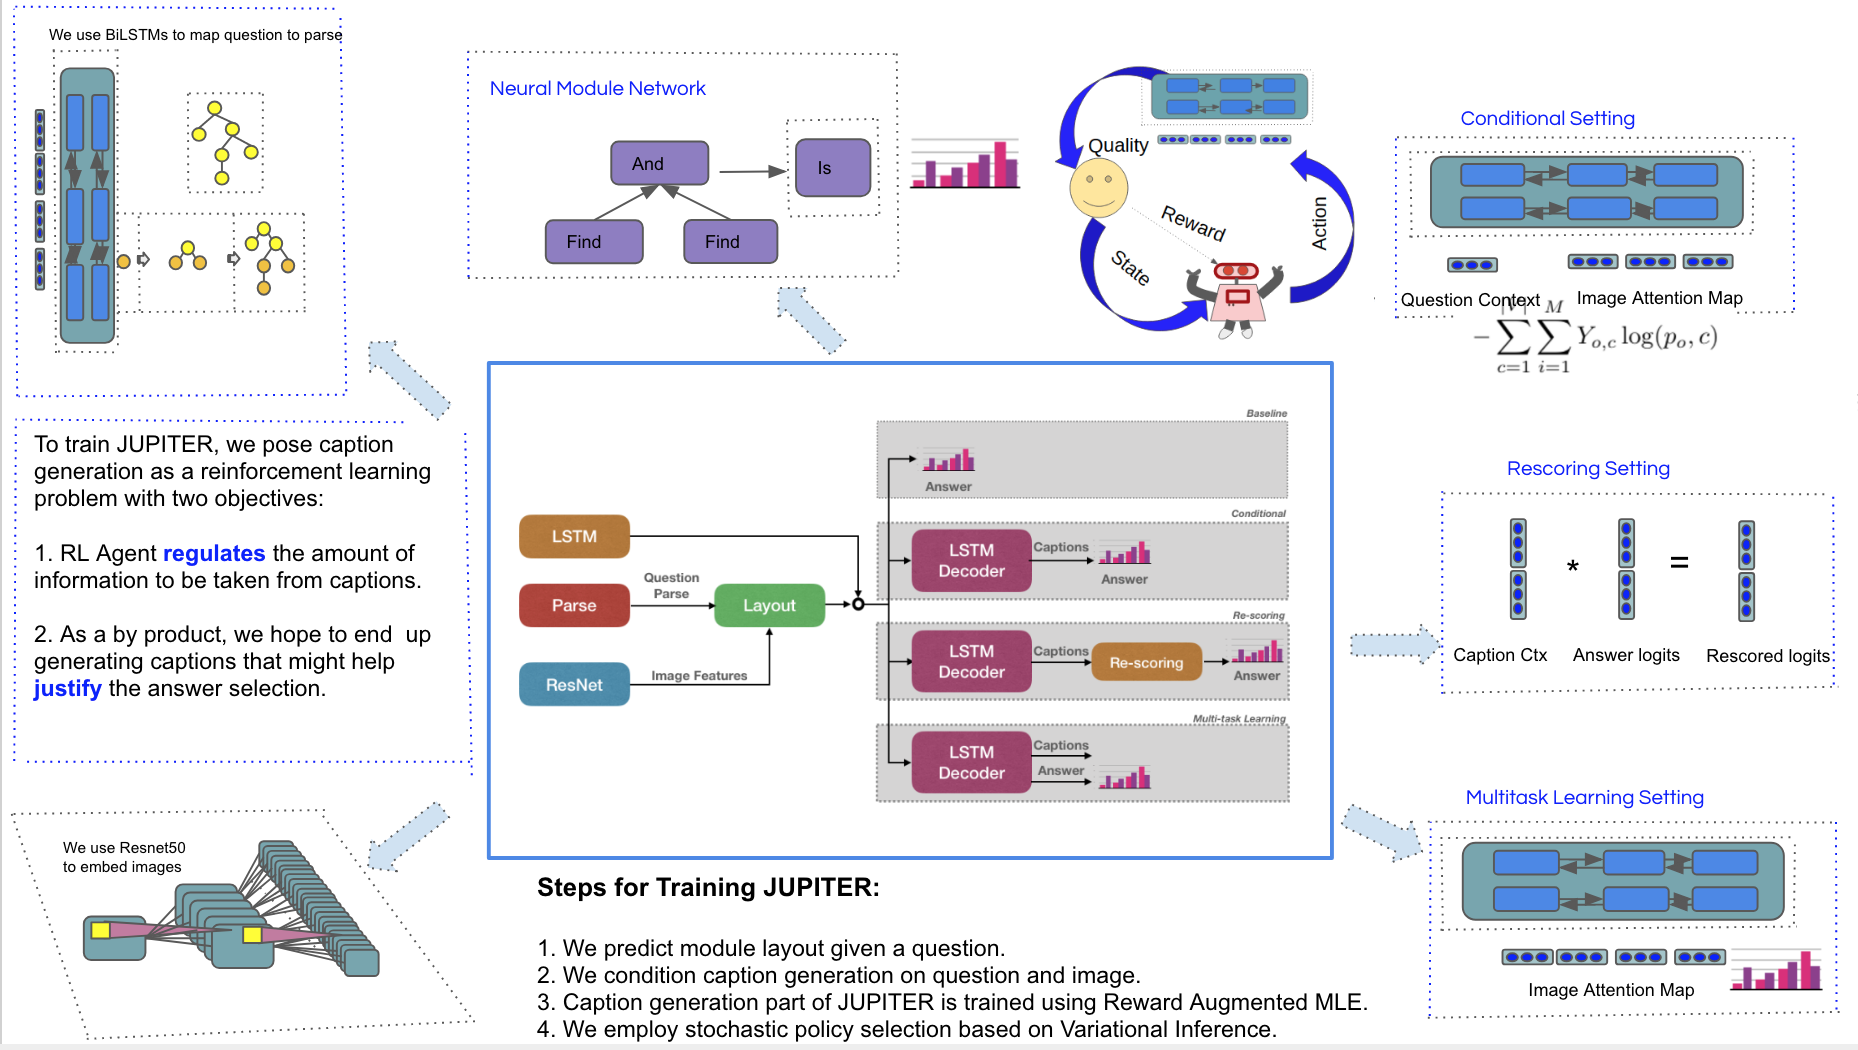 We use BiLSTMs to map question to parse
Neural Module Network
And
Is
Find
Find
Quality
Reward
State
Action
Conditional Setting
Question Context
Image Attention Map
− ∑ c=1 |V| ∑ i=1 M Y o,c log(p o , c)
To train JUPITER, we pose caption
generation as a reinforcement learning
problem with two objectives:
1. RL Agent regulates the amount of
information to be taken from captions.
2. As a by product, we hope to end  up
generating captions that might help
justify the answer selection.
LSTM
Parse
ResNet
Question
Parse
Layout
Image Features
Baseline
Answer
Conditional
LSTM
Decoder
Captions
Answer
Re-scoring
LSTM
Decoder
Captions
Re-scoring
Answer
Multi-task Learning
LSTM
Decoder
Captions
Answer
Rescoring Setting
*
=
Caption Ctx
Answer logits
Rescored logits
Multitask Learning Setting
Image Attention Map
We use Resnet50
to embed images
Steps for Training JUPITER:
1. We predict module layout given a question.
2. We condition caption generation on question and image.
3. Caption generation part of JUPITER is trained using Reward Augmented MLE.
4. We employ stochastic policy selection based on Variational Inference.